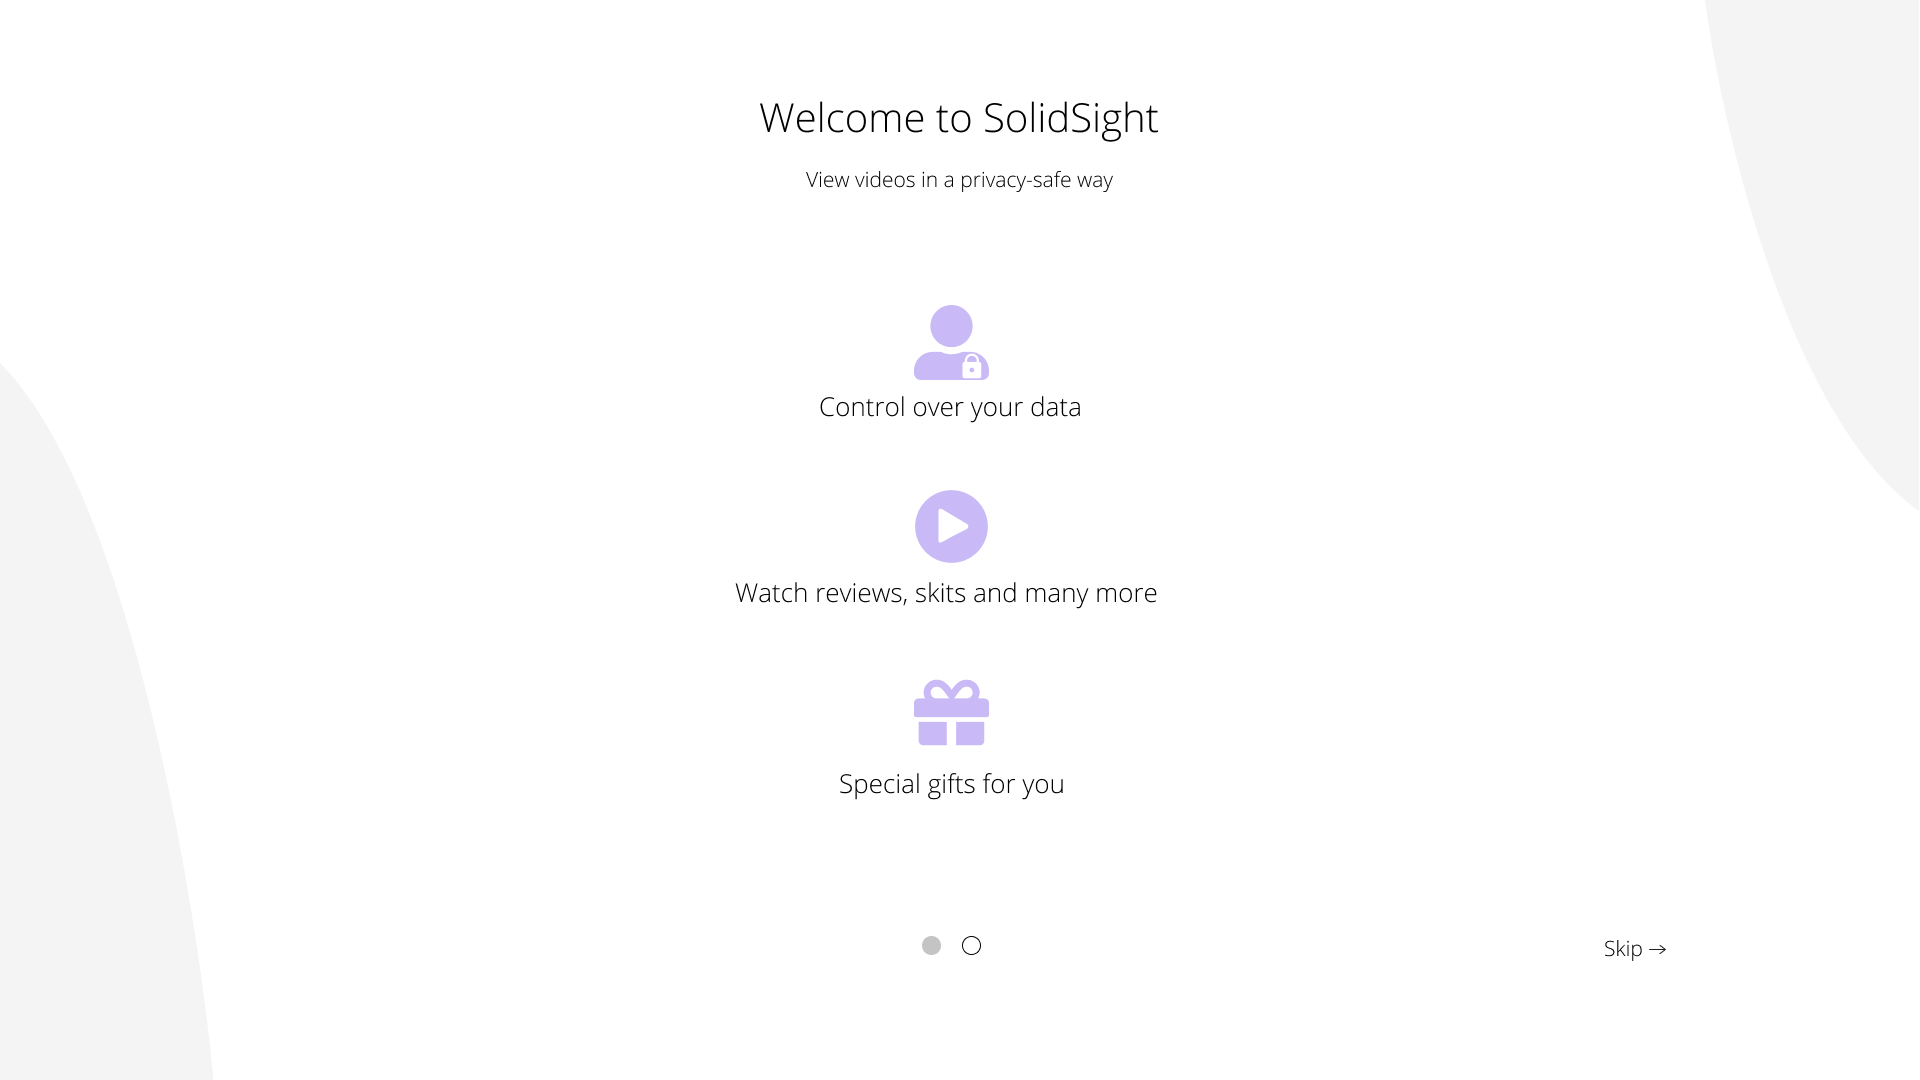 Welcome to SolidSight
View videos in a privacy-safe way
Control over your data
Watch reviews, skits and many more
Special gifts for you
Skip →